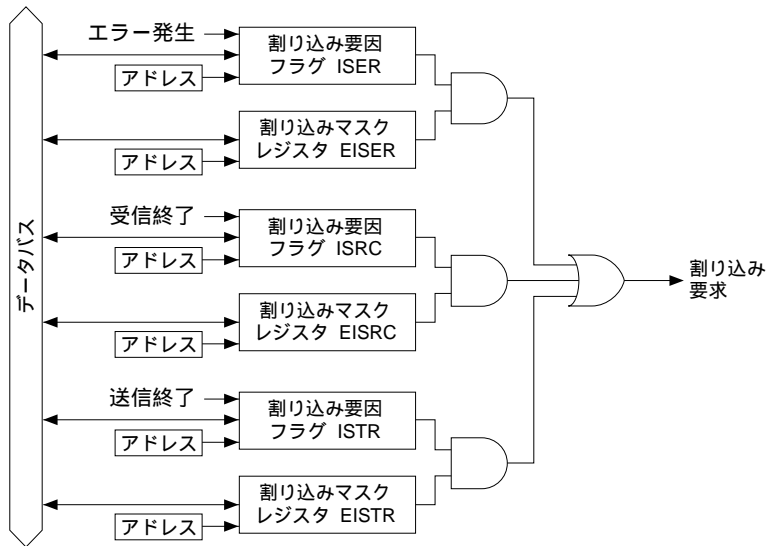 エラー発生
割り込み要因
フラグ ISER
アドレス
割り込みマスク
レジスタ EISER
アドレス
受信終了
割り込み要因
フラグ ISRC
アドレス
割り込みマスク
レジスタ EISRC
アドレス
送信終了
割り込み要因
フラグ ISTR
アドレス
割り込みマスク
レジスタ EISTR
アドレス
データバス
割り込み
要求